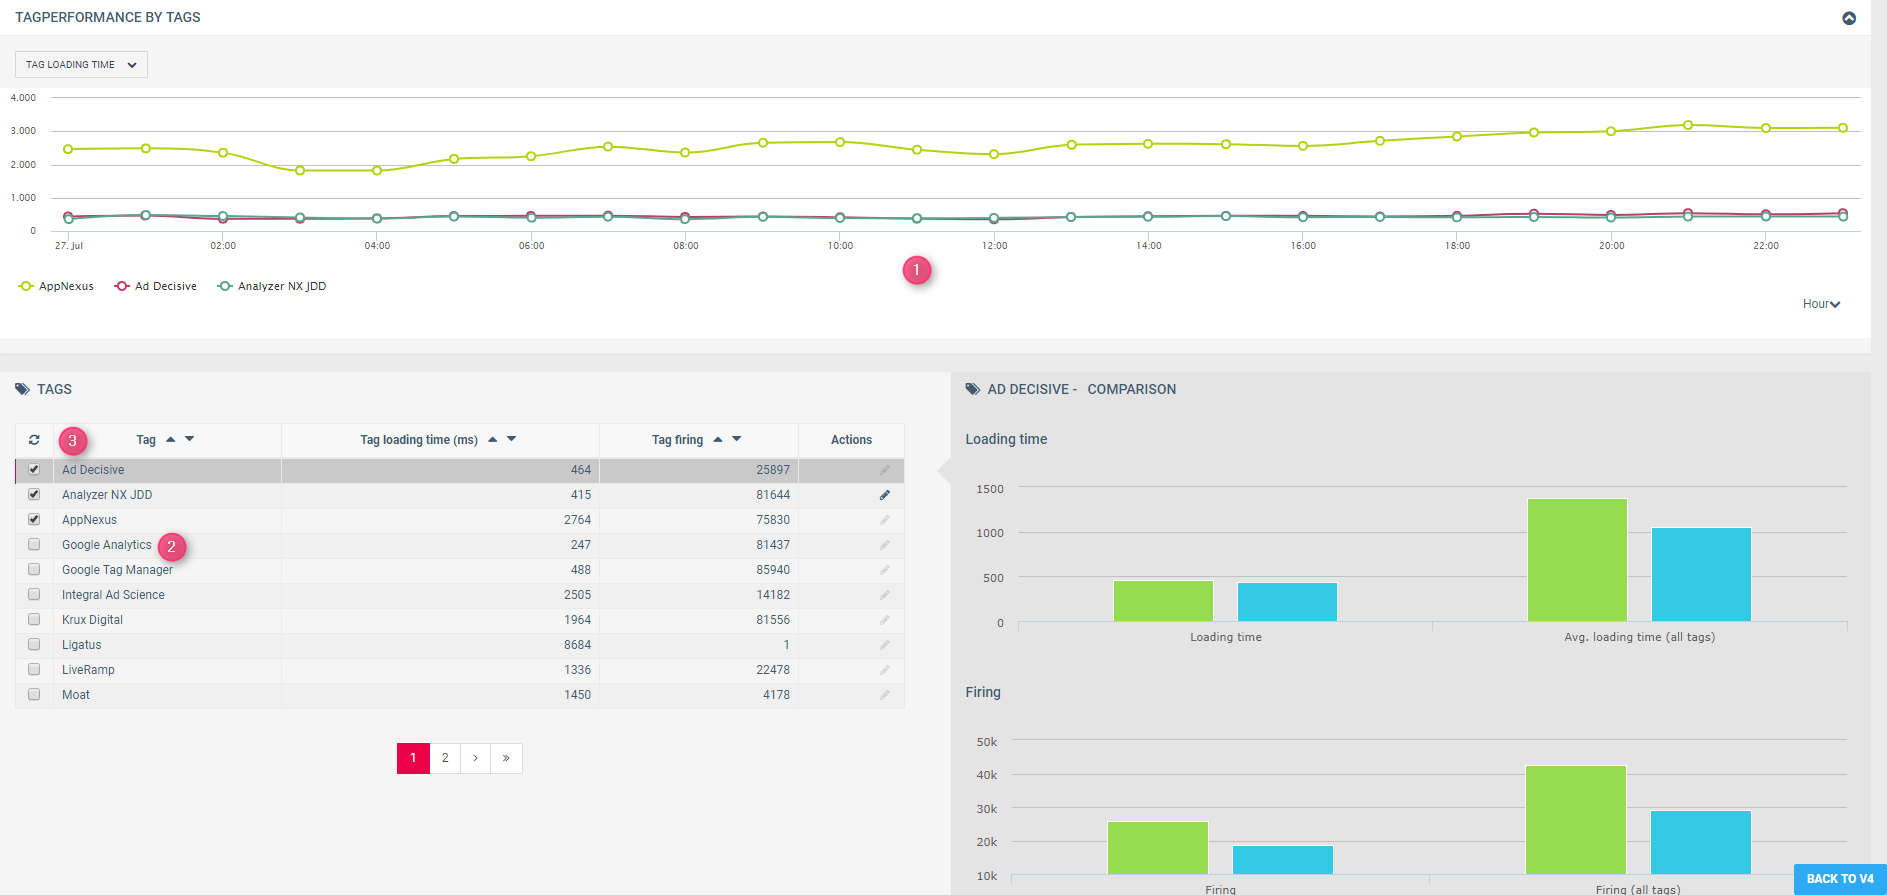 TAGPERFORMANCE BY TAGS
TAG LOADING TIME
4.000
3.000
2.000
1.000
0
27. Jul 02:00 04:00 06:00 08:00 10:00 12:00 14:00 16:00 18:00 20:00 22:00
1
AppNexus Ad Decisive Analyzer NX JDD
Hour
TAGS
3 Tag Tag loading time (ms) Tag firing Actions
Ad Decisive 464 25897
Analyzer NX JDD 415 81644
AppNexus 2764 75830
Google Analytics 2 247 81437
Google Tag Manager 488 85940
Integral Ad Science 2505 14182
Krux Digital 1964 81556
Ligatus 8684 1
LiveRamp 1336 22478
Moat 1450 4178
1 2 › »
AD DECISIVE - COMPARISON
Loading time
1500
1000
500
0
Loading time Avg. loading time (all tags)
Firing
50k
40k
30k
20k
10k
Firing Firing (all tags)
BACK TO V4